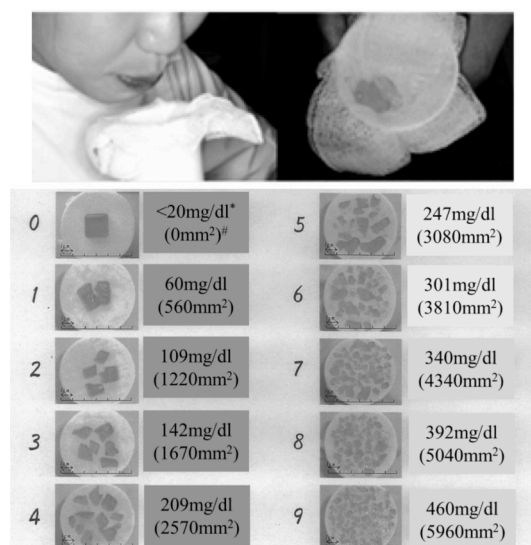 0
<20mg/dl*
(0mm²)#
1
60mg/dl
(560mm²)
2
109mg/dl
(1220mm²)
3
142mg/dl
(1670mm²)
4
209mg/dl
(2570mm²)
5
247mg/dl
(3080mm²)
6
301mg/dl
(3810mm²)
7
340mg/dl
(4340mm²)
8
392mg/dl
(5040mm²)
9
460mg/dl
(5960mm²)